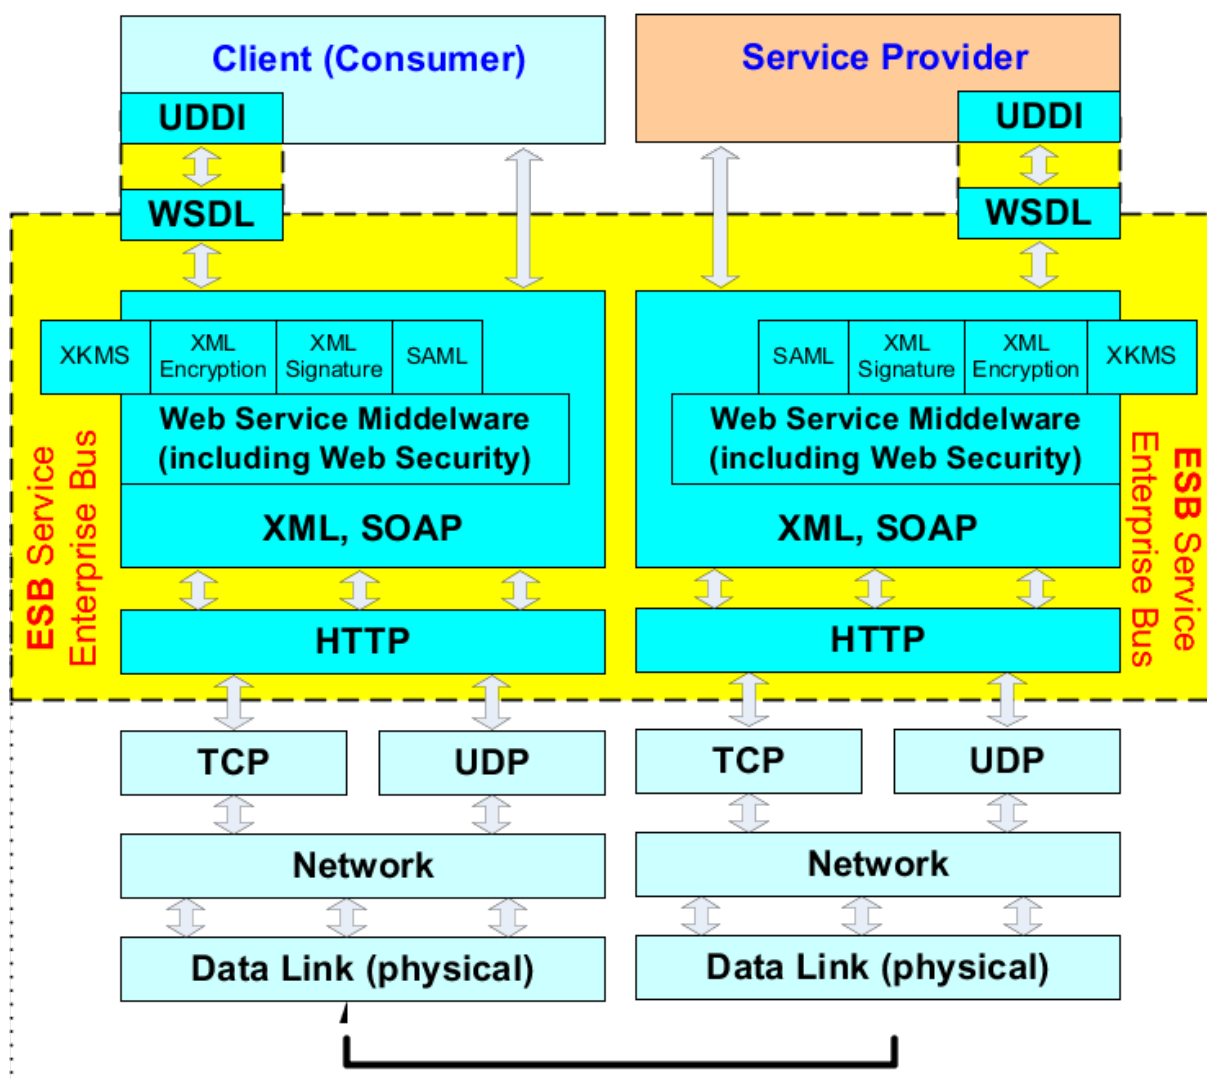 Client (Consumer)
Service Provider
UDDI
UDDI
WSDL
WSDL
XKMS
XML
Encryption
XML
Signature
SAML
SAML
XML
Signature
XML
Encryption
XKMS
Web Service Middelware
(including Web Security)
Web Service Middelware
(including Web Security)
ESB Service
Enterprise Bus
ESB Service
Enterprise Bus
XML, SOAP
XML, SOAP
HTTP
HTTP
TCP
UDP
TCP
UDP
Network
Network
Data Link (physical)
Data Link (physical)